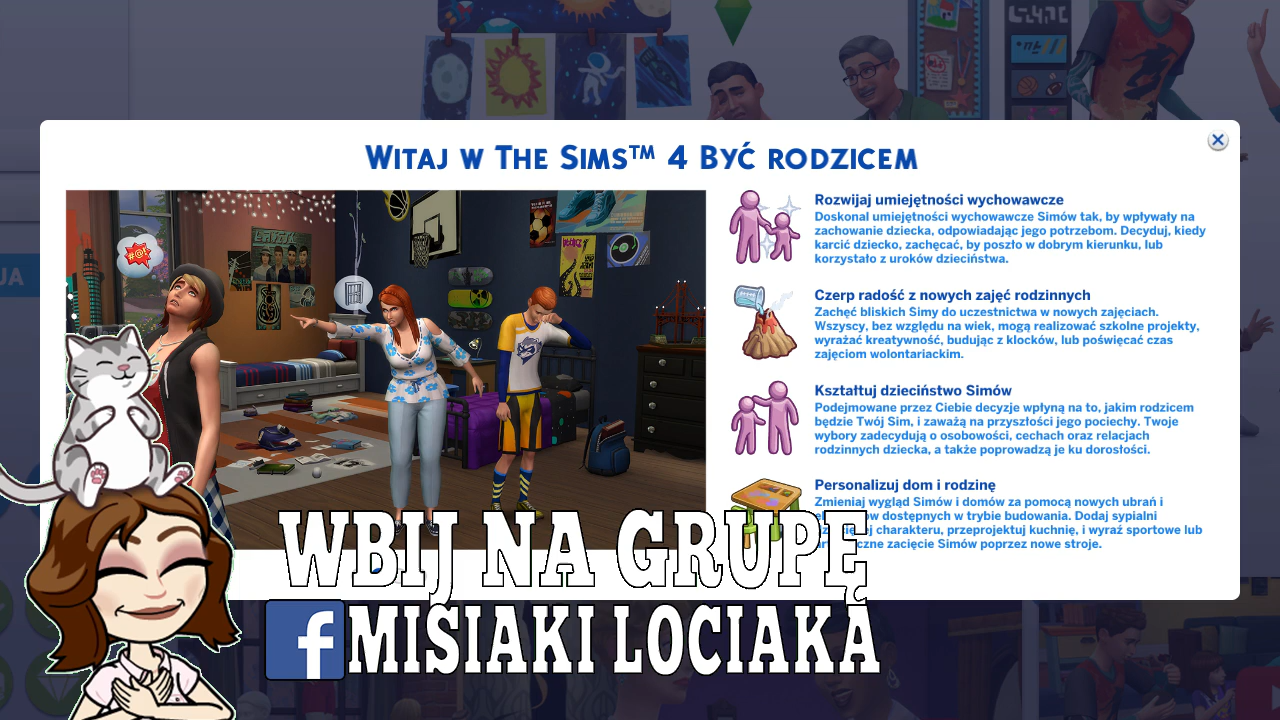 WITAJ W THE SIMS™ 4 BYĆ RODZICEM
JA
#@!
Rozwijaj umiejętności wychowawcze
Doskonal umiejętności wychowawcze Simów tak, by wpływały na
zachowanie dziecka, odpowiadając jego potrzebom. Decyduj, kiedy
karcić dziecko, zachęcać, by poszło w dobrym kierunku, lub
korzystało z uroków dzieciństwa.
Czerp radość z nowych zajęć rodzinnych
Zachęć bliskich Simy do uczestnictwa w nowych zajęciach.
Wszyscy, bez względu na wiek, mogą realizować szkolne projekty,
wyrażać kreatywność, budując z klocków, lub poświęcać czas
zajęciom wolontariackim.
Kształtuj dzieciństwo Simów
Podejmowane przez Ciebie decyzje wpłyną na to, jakim rodzicem
będzie Twój Sim, i zaważą na przyszłości jego pociechy. Twoje
wybory zadecydują o osobowości, cechach oraz relacjach
rodzinnych dziecka, a także poprowadzą je ku dorosłości.
Personalizuj dom i rodzinę
Zmieniaj wygląd Simów i domów za pomocą nowych ubrań i
dostępnych w trybie budowania. Dodaj sypialni
charakteru, przeprojektuj kuchnię, i wyraź sportowe lub
zacięcie Simów poprzez nowe stroje.
WBIJ NA GRUPĘ
f MISIAKI LOCIAKA